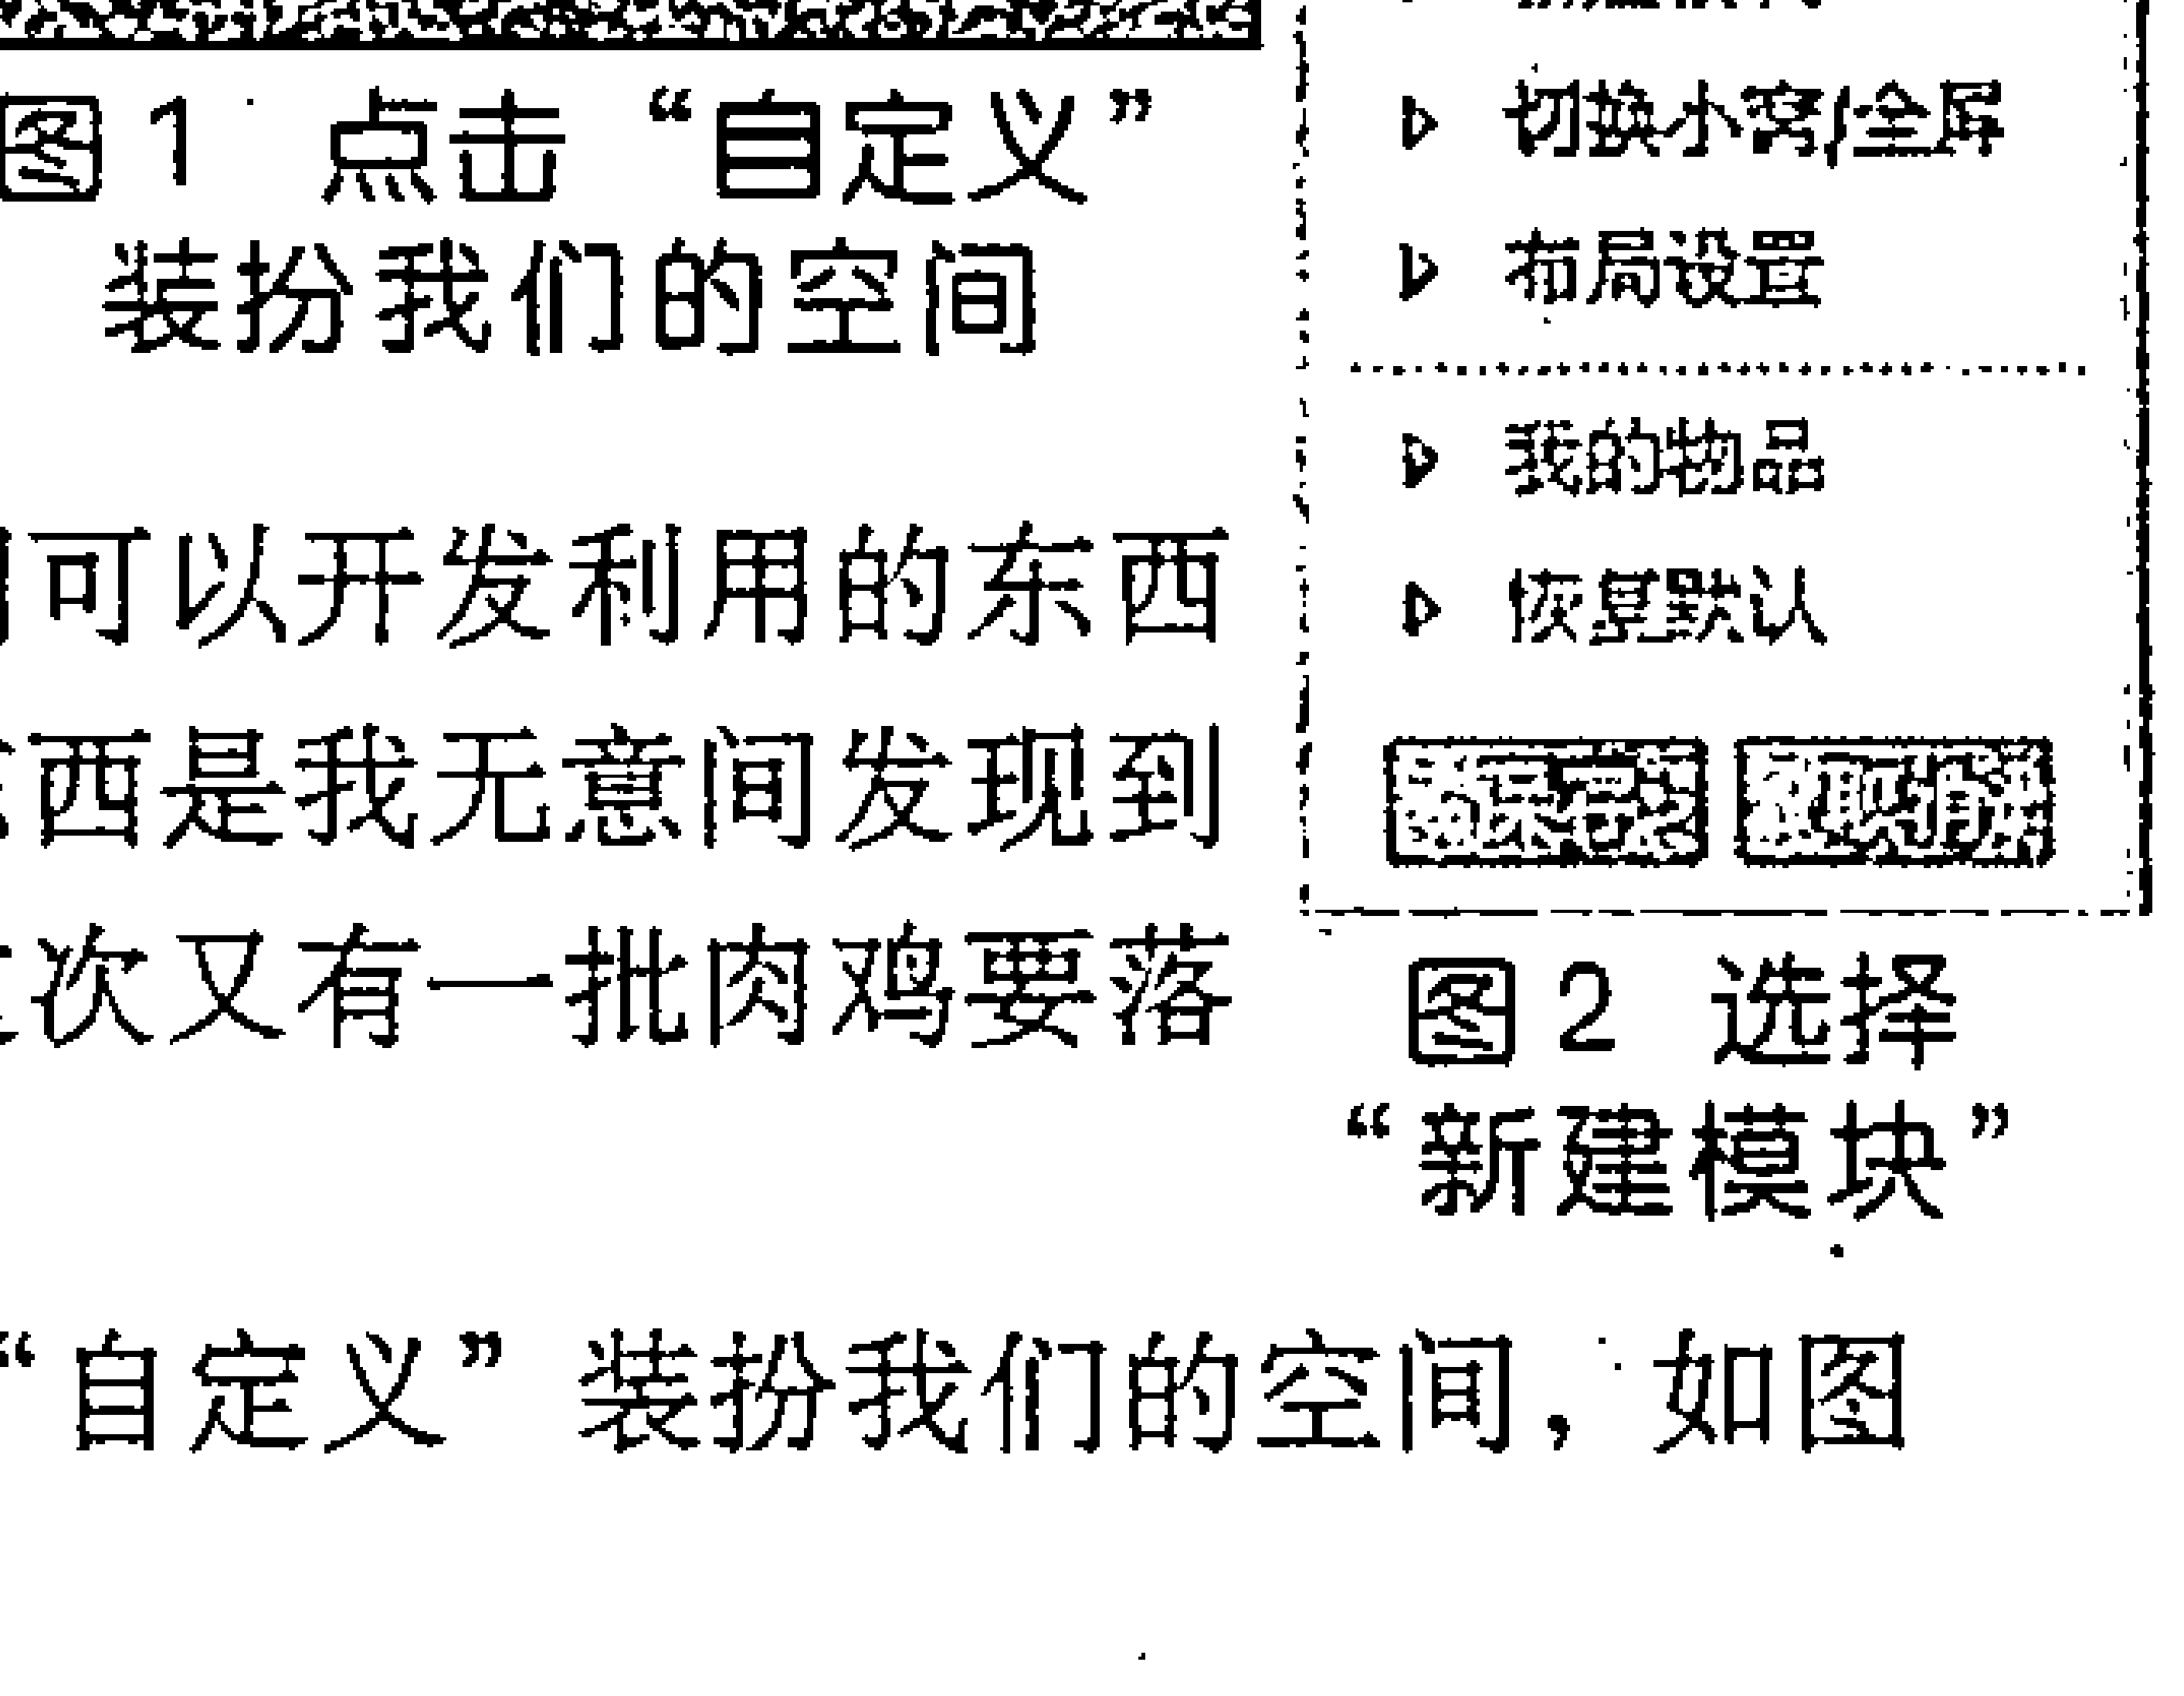 图1 点击“自定义”
装扮我们的空间
可以开发利用的东西
西是我无意间发现到
次又有一批肉鸡要落
切换小窝/全屏
布局设置
我的物品
恢复默认
图2 选择
“新建模块”
“自定义”装扮我们的空间，如图